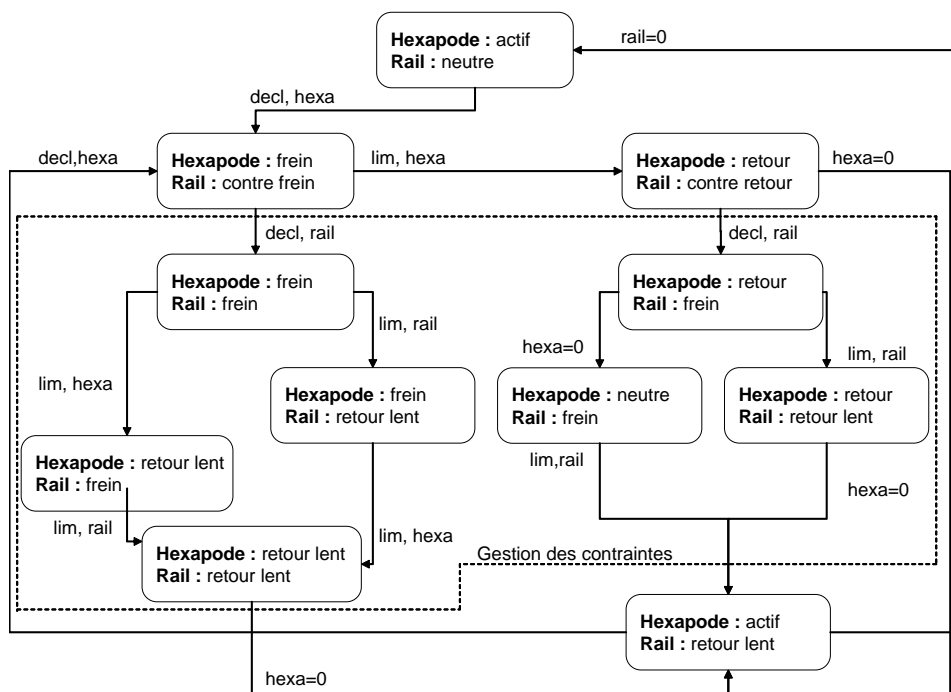 Hexapode : actif
Rail : neutre
rail=0
decl, hexa
decl,hexa
Hexapode : frein
Rail : contre frein
lim, hexa
Hexapode : retour
Rail : contre retour
hexa=0
decl, rail
decl, rail
Hexapode : frein
Rail : frein
Hexapode : retour
Rail : frein
lim, rail
hexa=0
lim, rail
lim, hexa
Hexapode : frein
Rail : retour lent
Hexapode : neutre
Rail : frein
Hexapode : retour
Rail : retour lent
Hexapode : retour lent
Rail : frein
lim,rail
hexa=0
lim, rail
lim, hexa
Hexapode : retour lent
Rail : retour lent
Gestion des contraintes
Hexapode : actif
Rail : retour lent
hexa=0